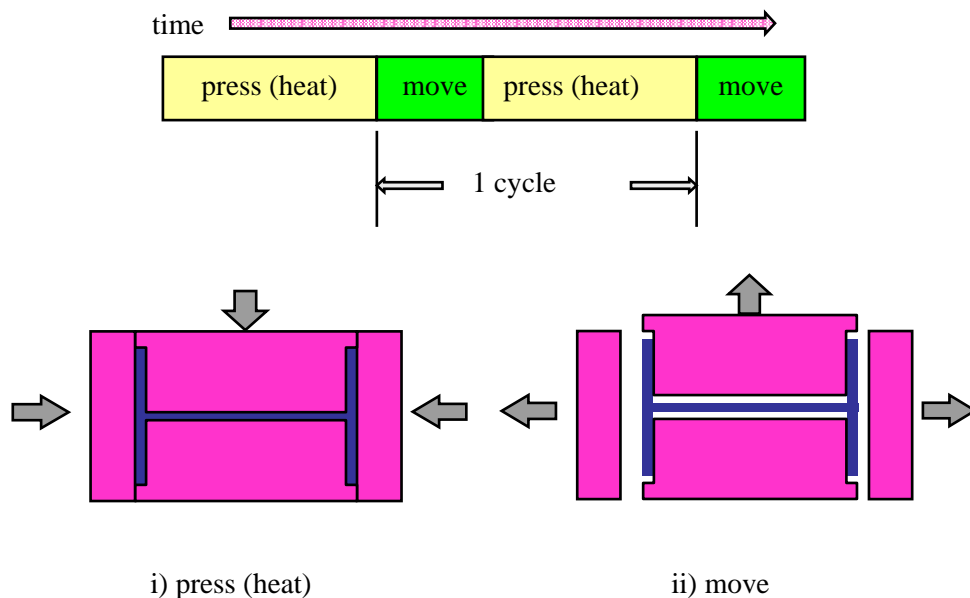 time
press (heat) move press (heat) move
1 cycle
i) press (heat) ii) move